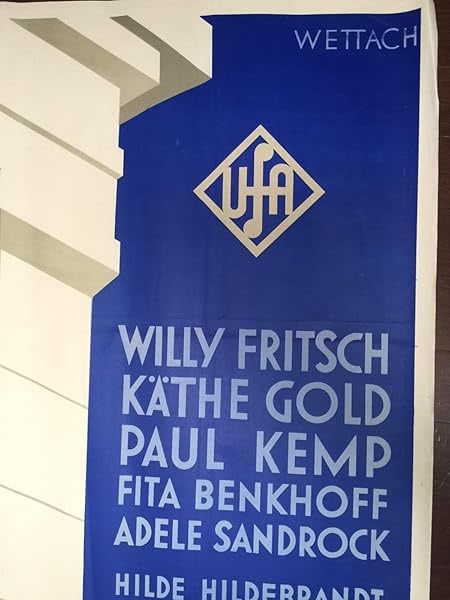 WETTACH
UfA
WILLY FRITSCH
KÄTHE GOLD
PAUL KEMP
FITA BENKHOFF
ADELE SANDROCK
HILDE HILDEBRANDT